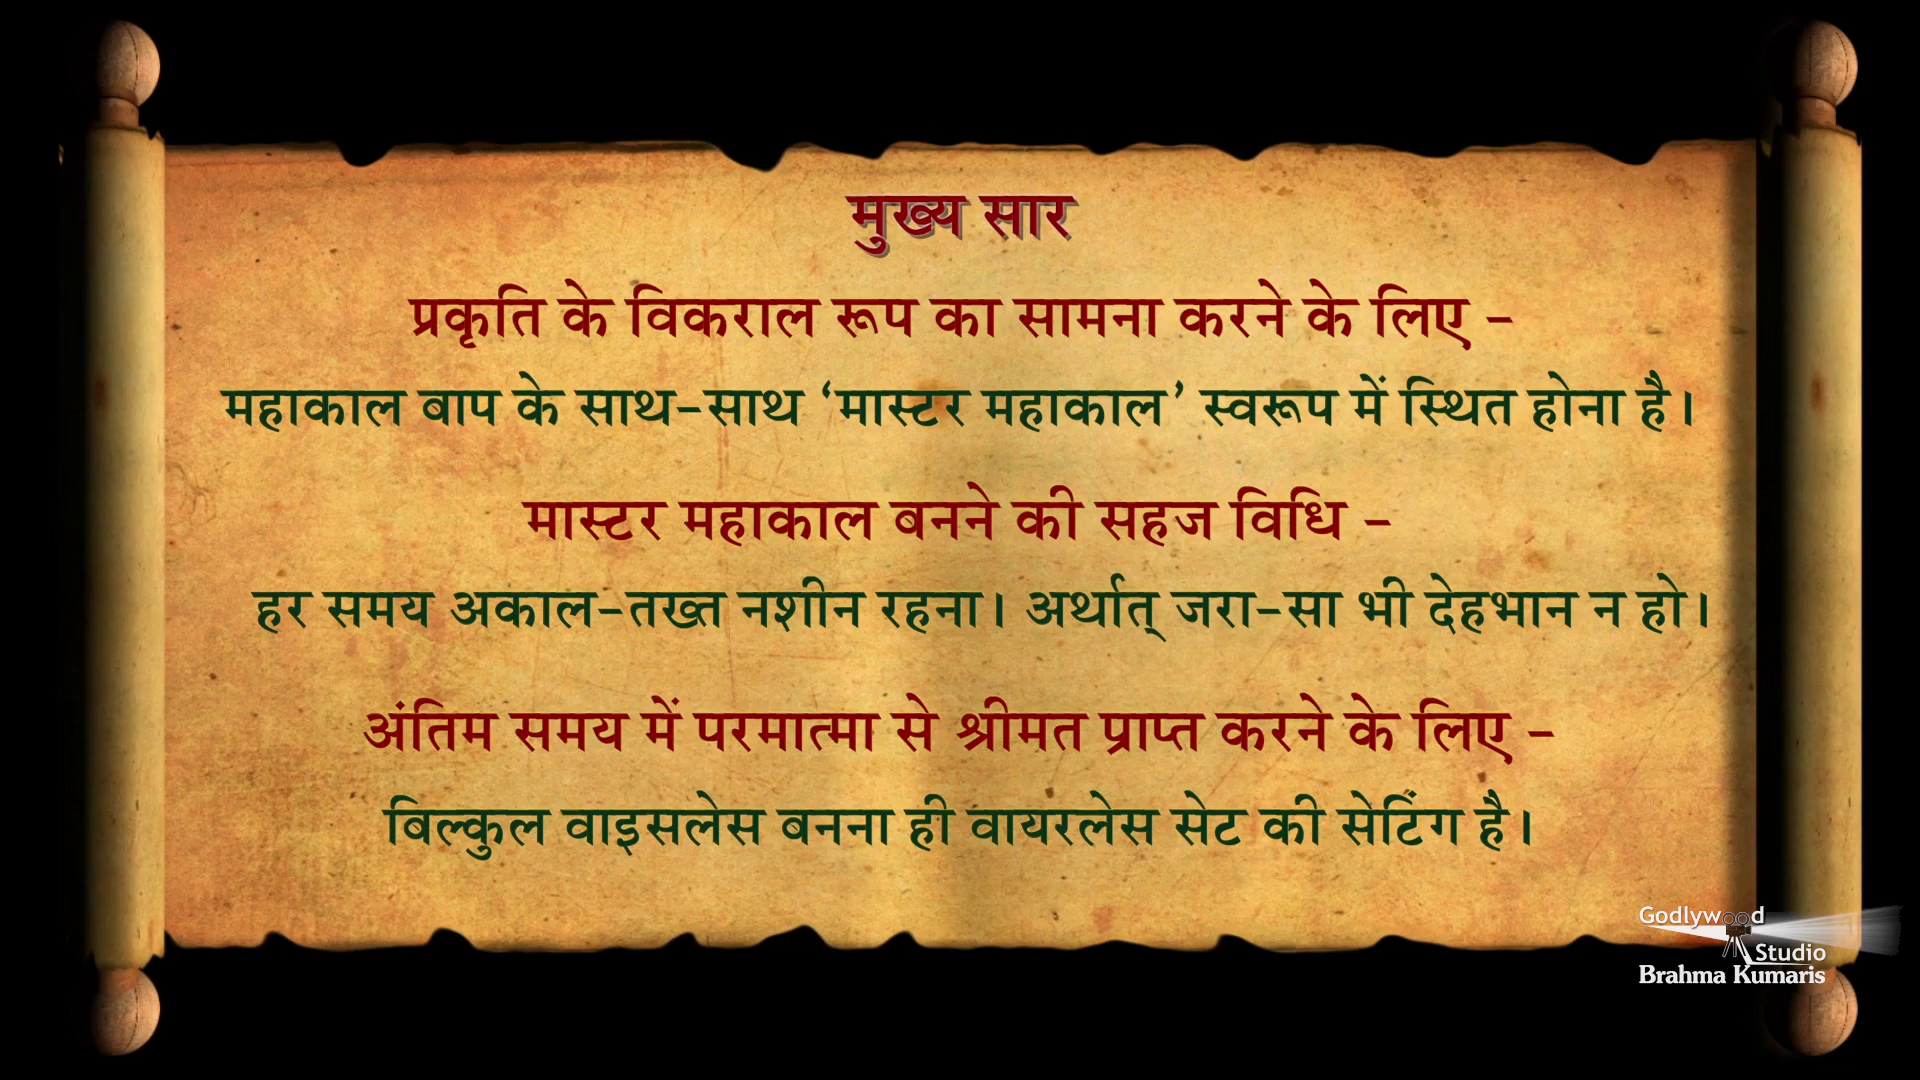 मुख्य सार
प्रकृति के विकराल रूप का सामना करने के लिए -
महाकाल बाप के साथ-साथ ‘मास्टर महाकाल’ स्वरूप में स्थित होना है।
मास्टर महाकाल बनने की सहज विधि -
हर समय अकाल-तख्त नशीन रहना। अर्थात् जरा-सा भी देहभान न हो।
अंतिम समय में परमात्मा से श्रीमत प्राप्त करने के लिए -
बिल्कुल वाइसलेस बनना ही वायरलेस सेट की सेटिंग है।
Godlywood
Studio
Brahma Kumaris